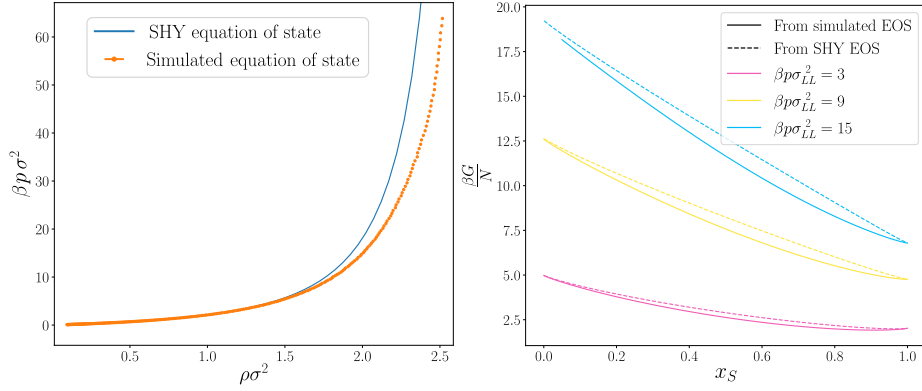 SHY equation of state
Simulated equation of state
60
50
40
30
20
10
0
βpσ²
0.5
1.0
1.5
2.0
2.5
ρσ²
From simulated EOS
From SHY EOS
βpσ_LL² = 3
βpσ_LL² = 9
βpσ_LL² = 15
20.0
17.5
15.0
12.5
10.0
7.5
5.0
2.5
βG/N
0.0
0.2
0.4
0.6
0.8
1.0
x_S